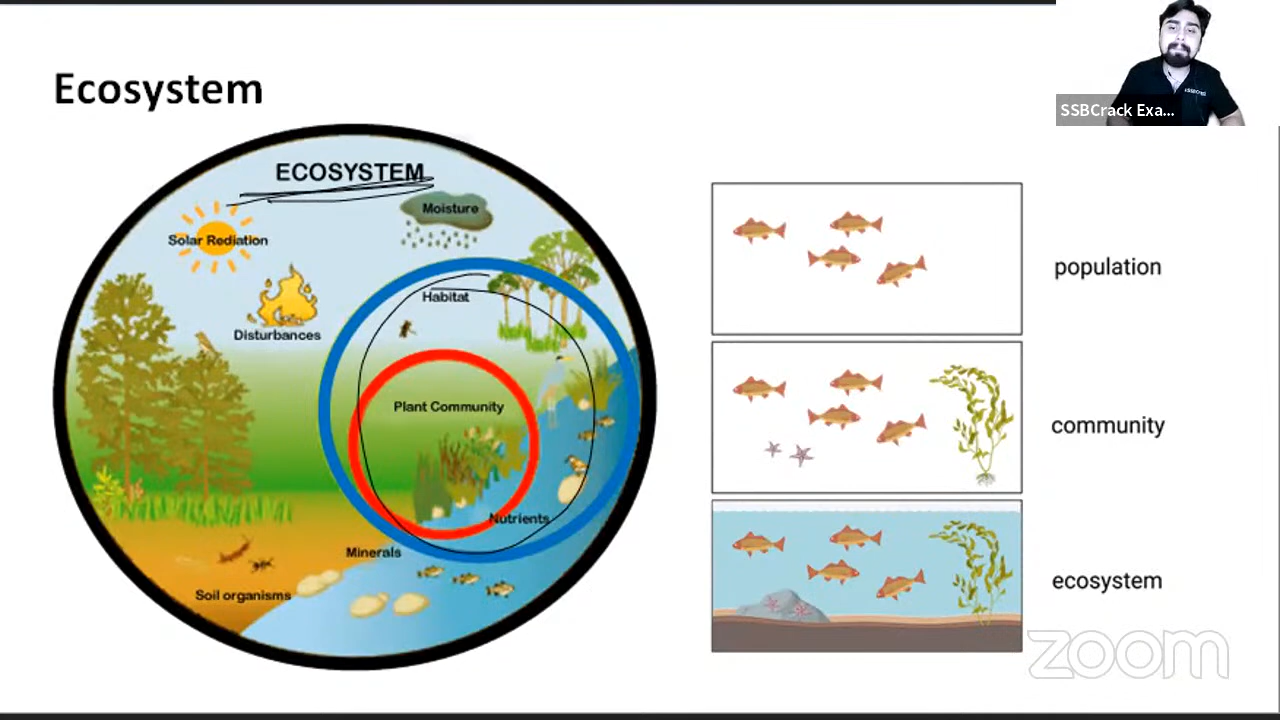 SSBCrack Exa...
Ecosystem
ECOSYSTEM
Moisture
Solar Rediation
Habitat
Disturbances
Plant Community
Nutrients
Minerals
Soil organisms
population
community
ecosystem
zoom